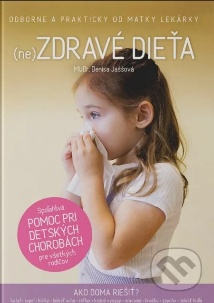 ODBORNE A PRAKTICKY OD MATKY LEKÁRKY
(ne)ZDRAVÉ DIEŤA
MUDr. Denisa Jaššová
Spoľahlivá
POMOC PRI
DETSKÝCH
CHOROBÁCH
pre všetkých
rodičov
AKO DOMA RIEŠIŤ?
Martinus